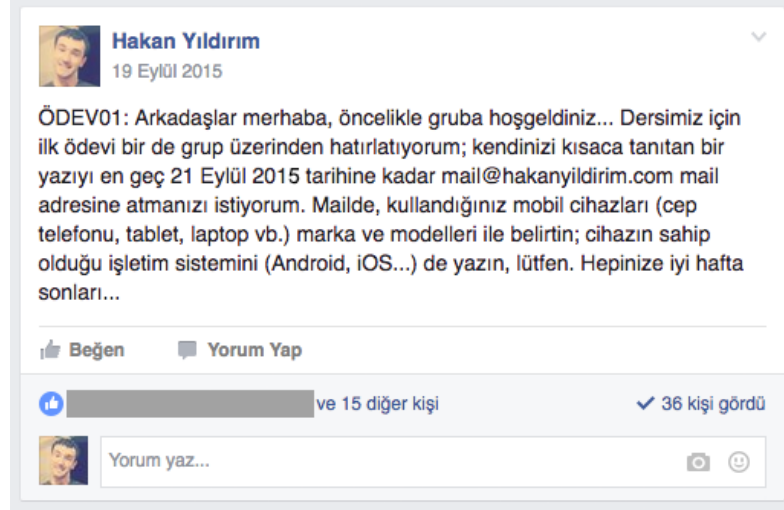 Hakan Yıldırım
19 Eylül 2015
ÖDEV01: Arkadaşlar merhaba, öncelikle gruba hoşgeldiniz... Dersimiz için
ilk ödevi bir de grup üzerinden hatırlatıyorum; kendinizi kısaca tanıtan bir
yazıyı en geç 21 Eylül 2015 tarihine kadar mail@hakanyildirim.com mail
adresine atmanızı istiyorum. Mailde, kullandığınız mobil cihazları (cep
telefonu, tablet, laptop vb.) marka ve modelleri ile belirtin; cihazın sahip
olduğu işletim sistemini (Android, iOS...) de yazın, lütfen. Hepinize iyi hafta
sonları...
Beğen Yorum Yap
ve 15 diğer kişi 36 kişi gördü
Yorum yaz...